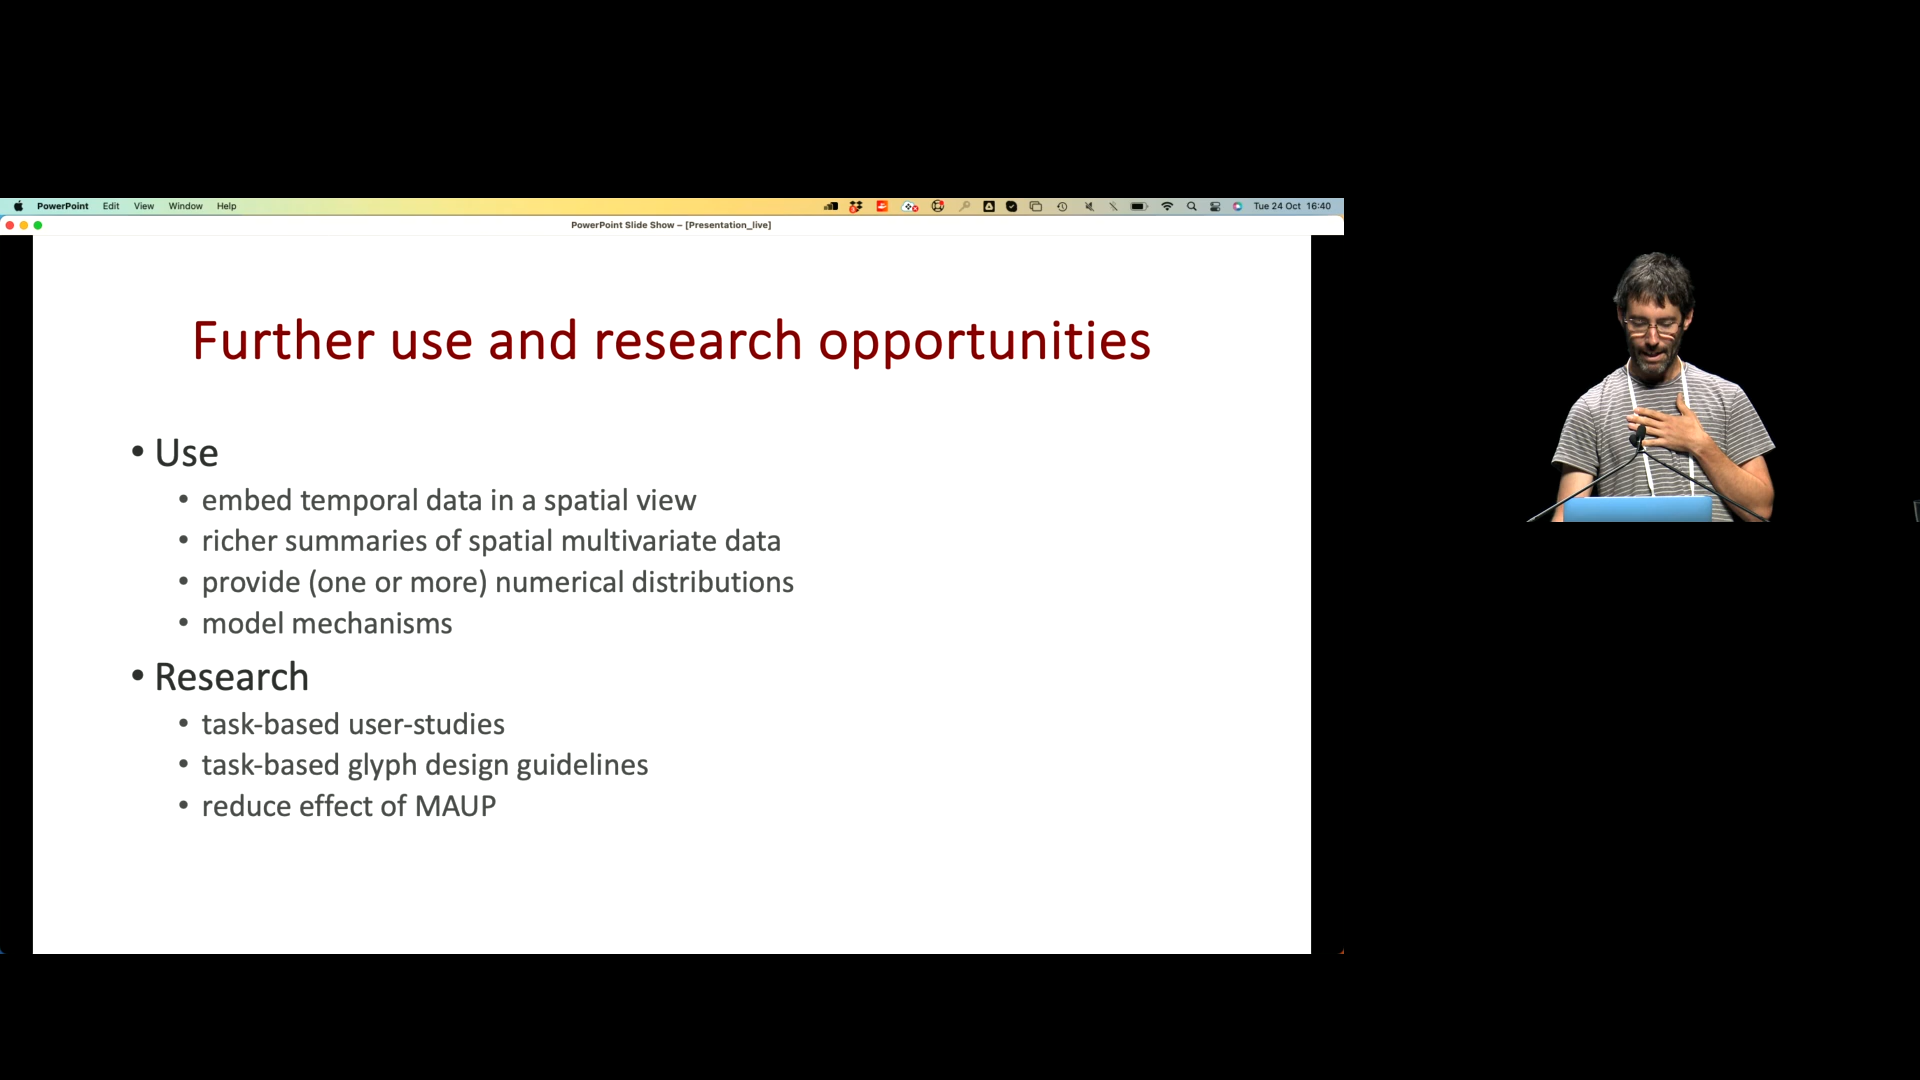 PowerPoint Edit View Window Help Tue 24 Oct 16:40
PowerPoint Slide Show – [Presentation_live]
Further use and research opportunities
• Use
• embed temporal data in a spatial view
• richer summaries of spatial multivariate data
• provide (one or more) numerical distributions
• model mechanisms
• Research
• task-based user-studies
• task-based glyph design guidelines
• reduce effect of MAUP